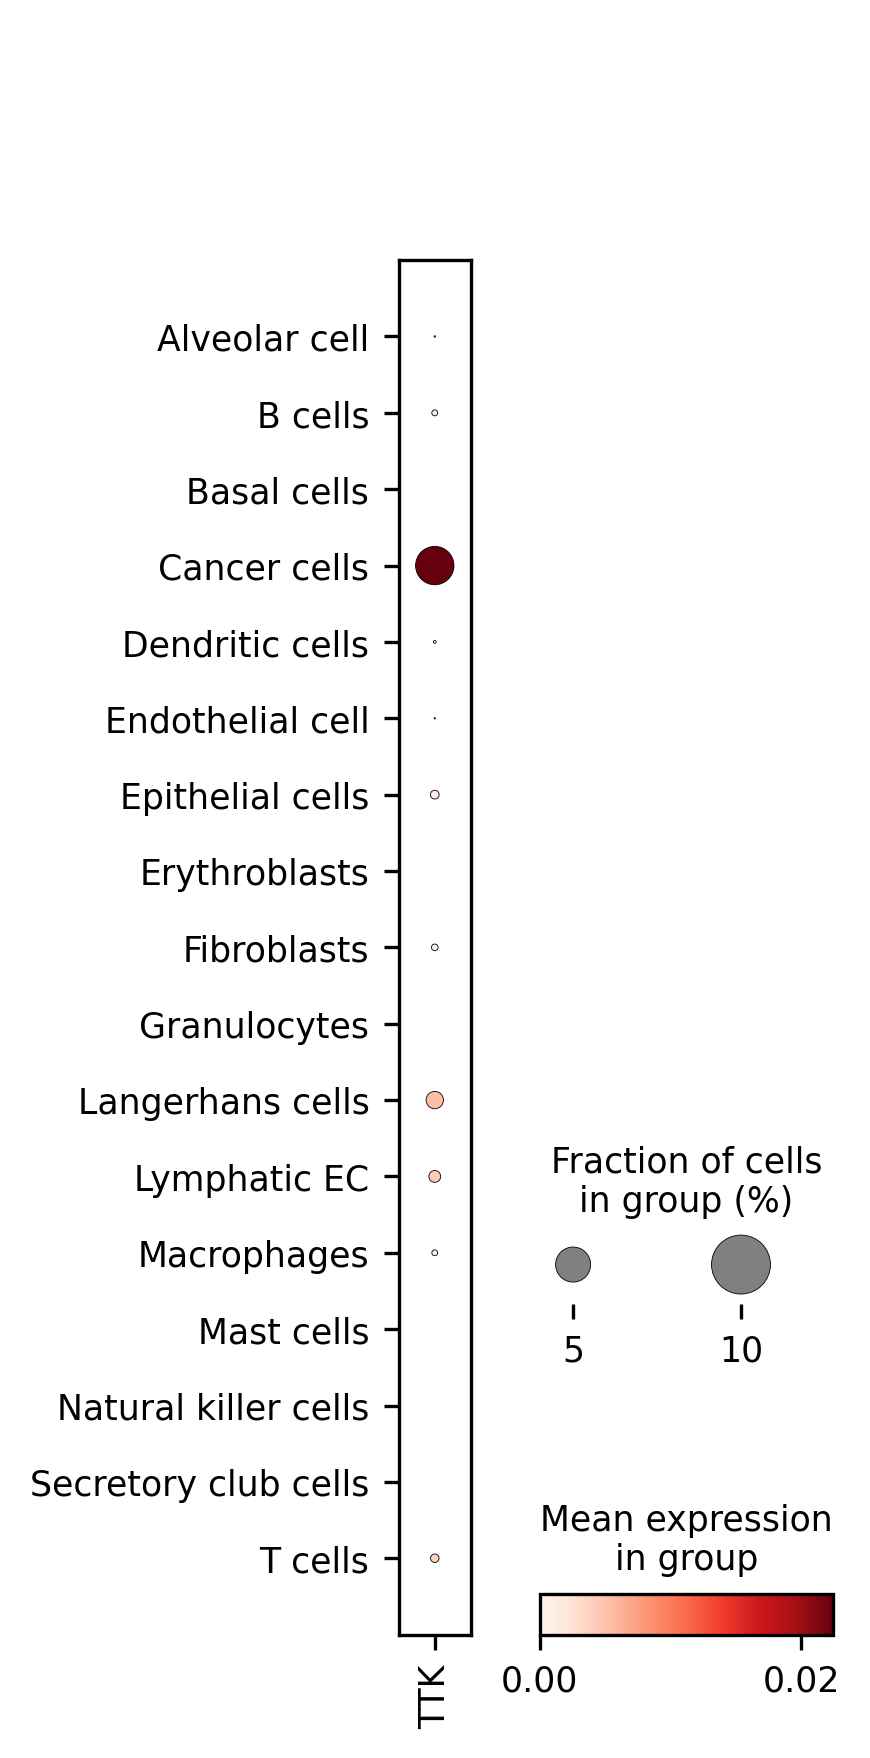 Alveolar cell
B cells
Basal cells
Cancer cells
Dendritic cells
Endothelial cell
Epithelial cells
Erythroblasts
Fibroblasts
Granulocytes
Langerhans cells
Lymphatic EC
Macrophages
Mast cells
Natural killer cells
Secretory club cells
T cells
TTK
Fraction of cells
in group (%)
5 10
Mean expression
in group
0.00 0.02